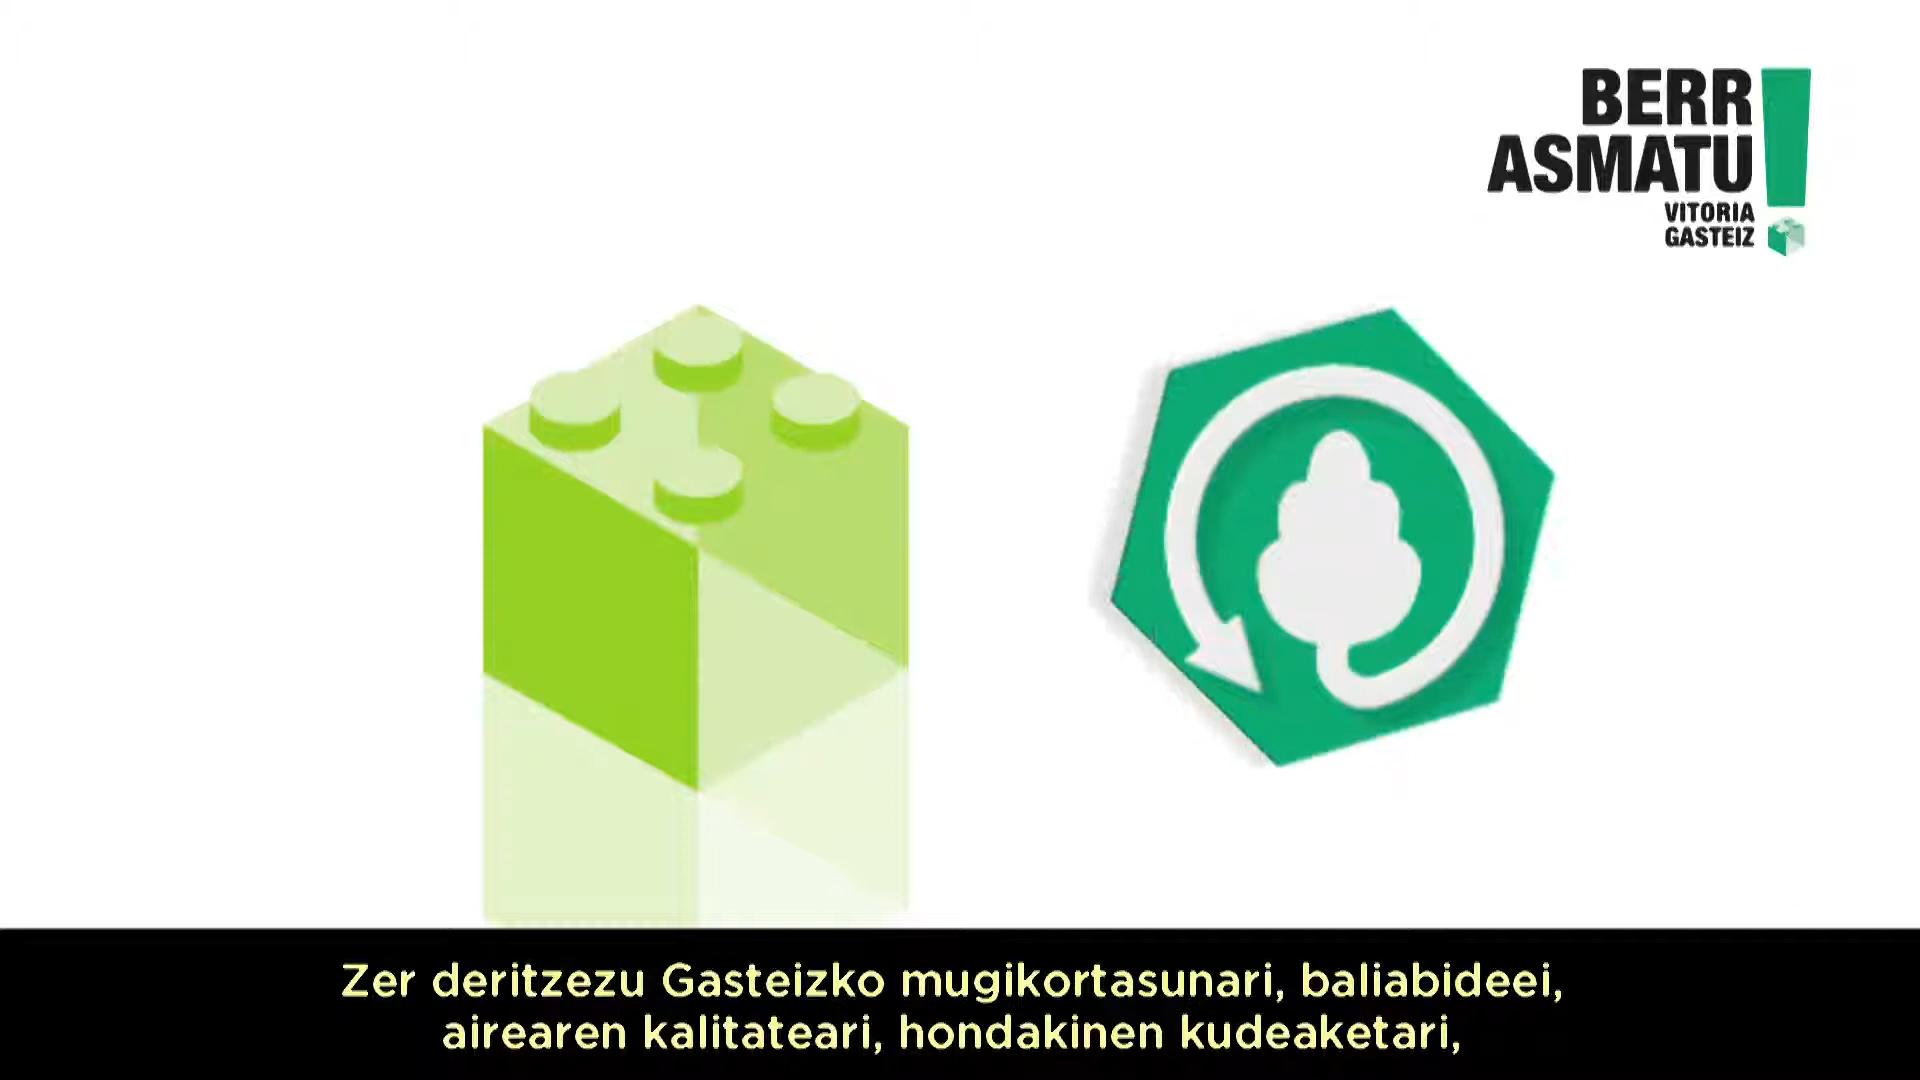 BERR
ASMATU!
VITORIA
GASTEIZ
Zer deritzezu Gasteizko mugikortasunari, baliabideei,
airearen kalitateari, hondakinen kudeaketari,